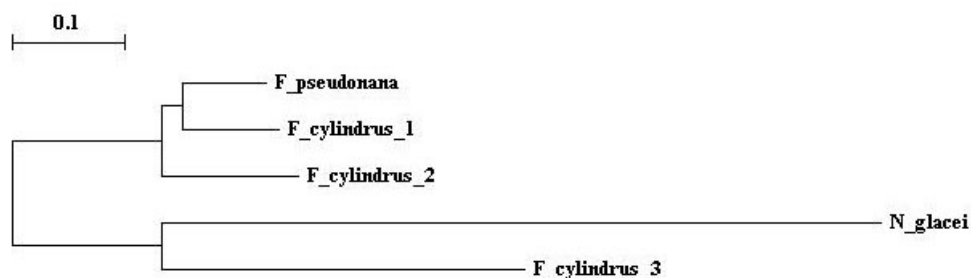 0.1
F_pseudonana
F_cylindrus_1
F_cylindrus_2
N_glacei
F_cylindrus_3